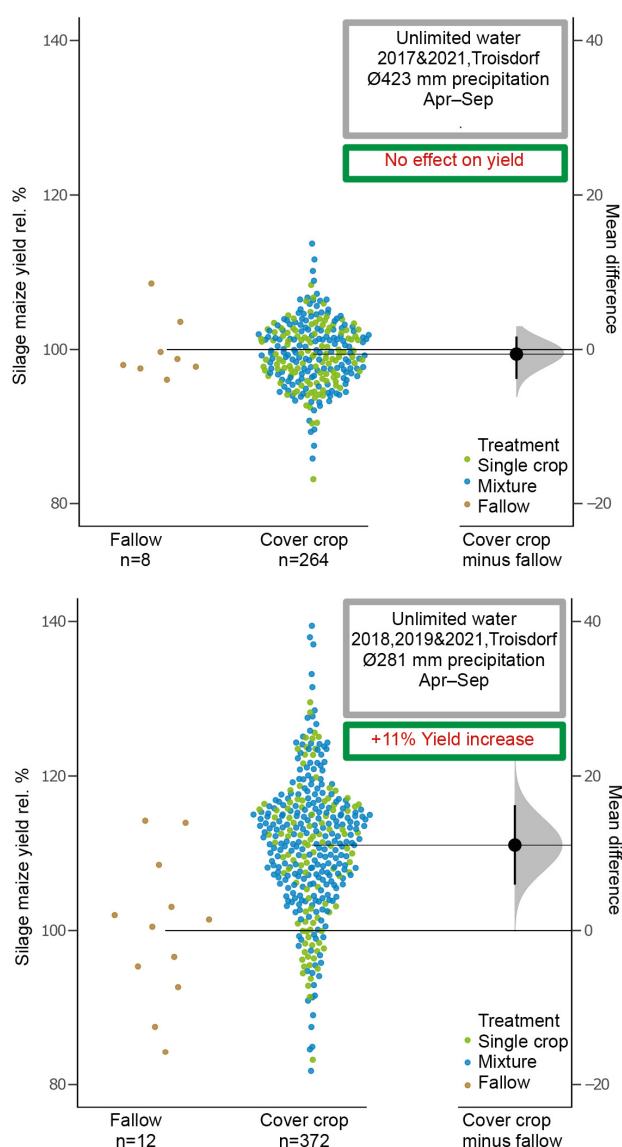 140
120
100
80
Silage maize yield rel. %
Unlimited water
2017&2021,Troisdorf
Ø423 mm precipitation
Apr–Sep
.
No effect on yield
40
20
0
–20
Mean difference
Treatment
Single crop
Mixture
Fallow
Fallow
n=8
Cover crop
n=264
Cover crop
minus fallow
140
120
100
80
Silage maize yield rel. %
Unlimited water
2018,2019&2021,Troisdorf
Ø281 mm precipitation
Apr–Sep
+11% Yield increase
40
20
0
–20
Mean difference
Treatment
Single crop
Mixture
Fallow
Fallow
n=12
Cover crop
n=372
Cover crop
minus fallow